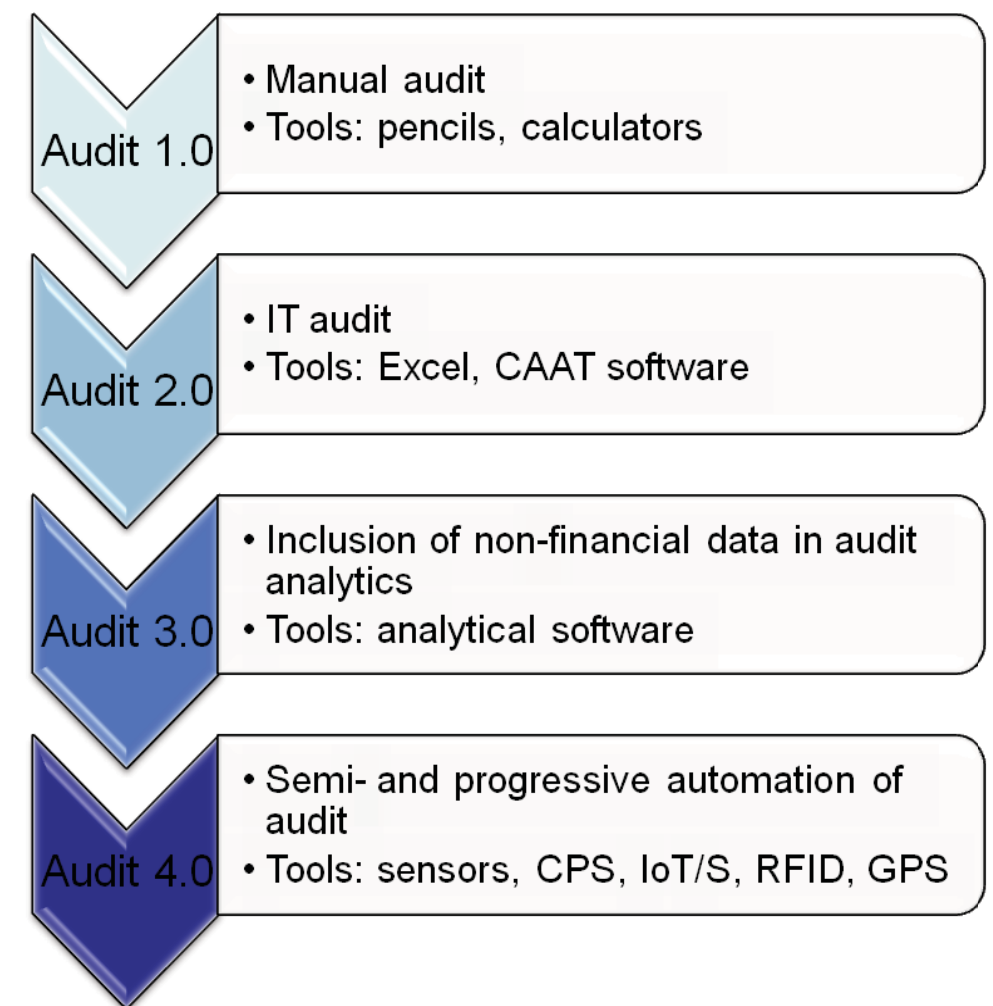 Audit 1.0
• Manual audit
• Tools: pencils, calculators
Audit 2.0
• IT audit
• Tools: Excel, CAAT software
Audit 3.0
• Inclusion of non-financial data in audit
analytics
• Tools: analytical software
Audit 4.0
• Semi- and progressive automation of
audit
• Tools: sensors, CPS, IoT/S, RFID, GPS